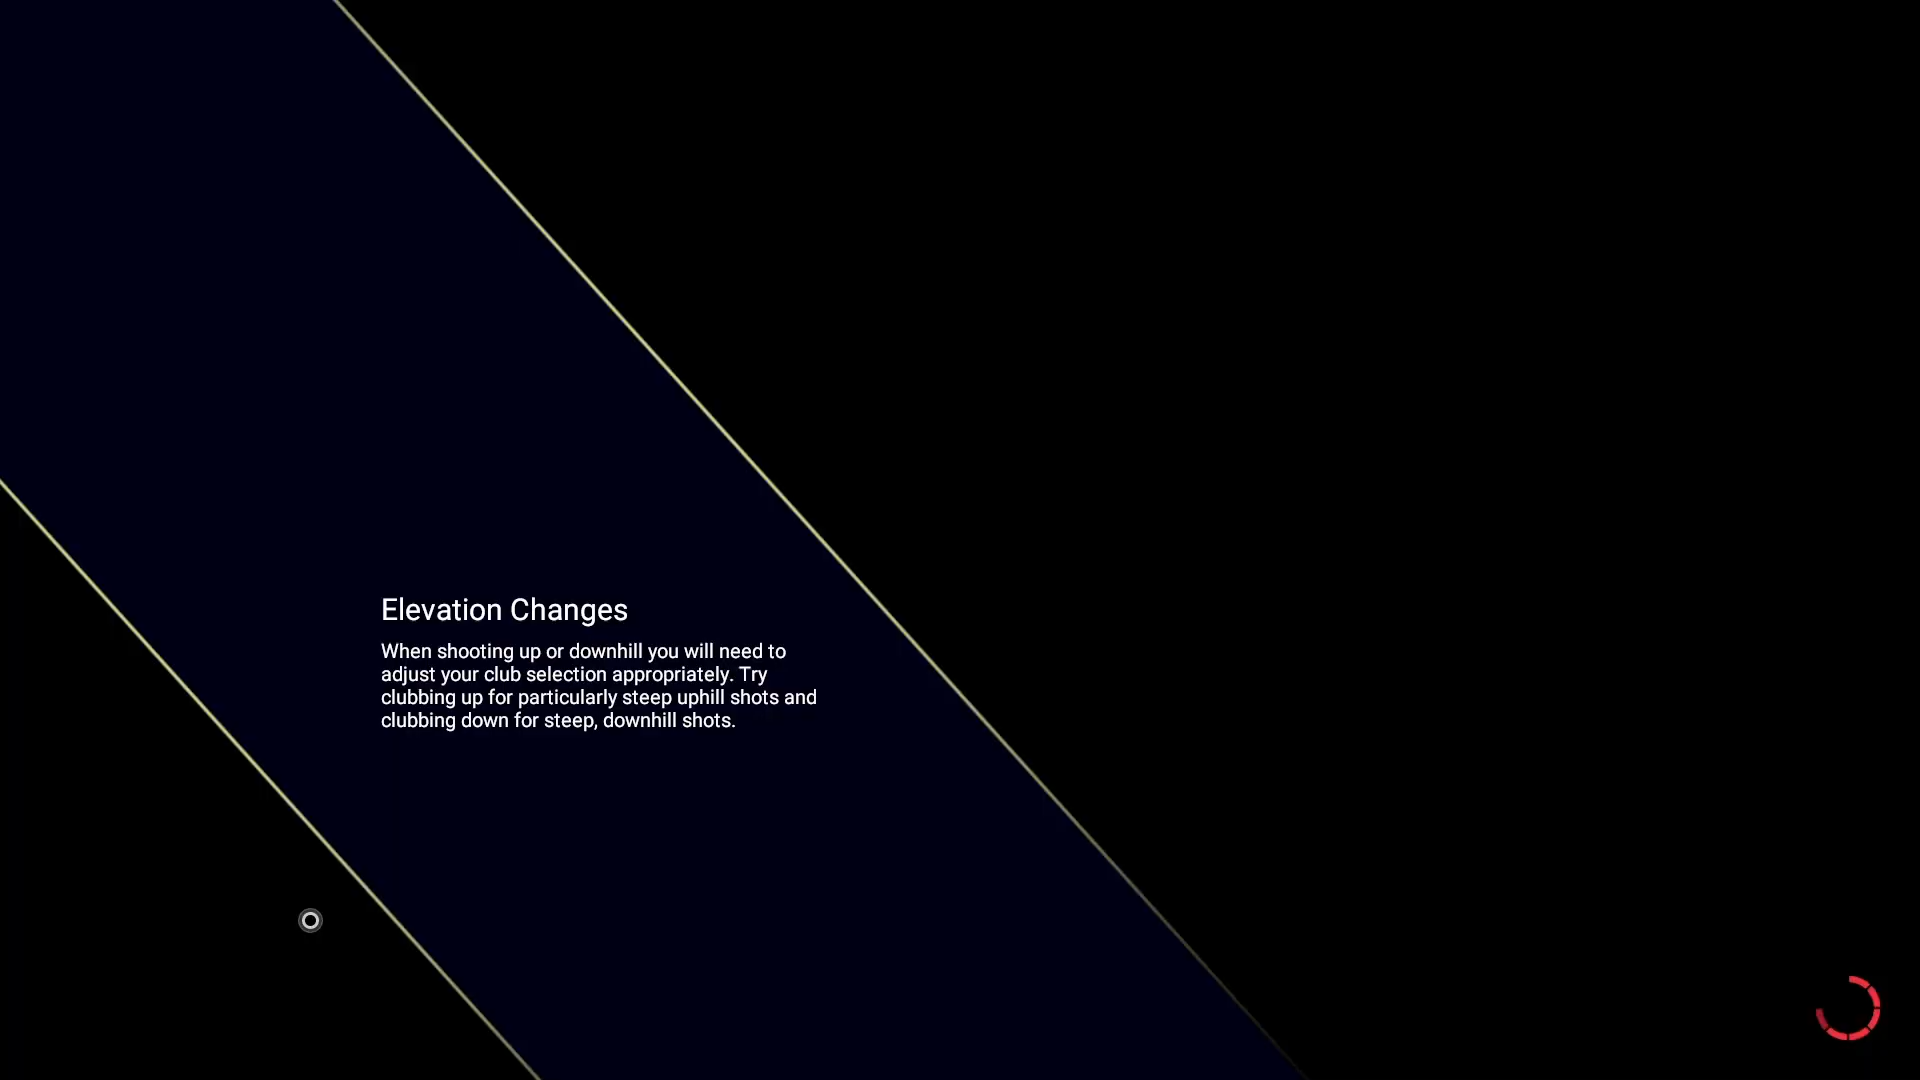 Elevation Changes
When shooting up or downhill you will need to
adjust your club selection appropriately. Try
clubbing up for particularly steep uphill shots and
clubbing down for steep, downhill shots.